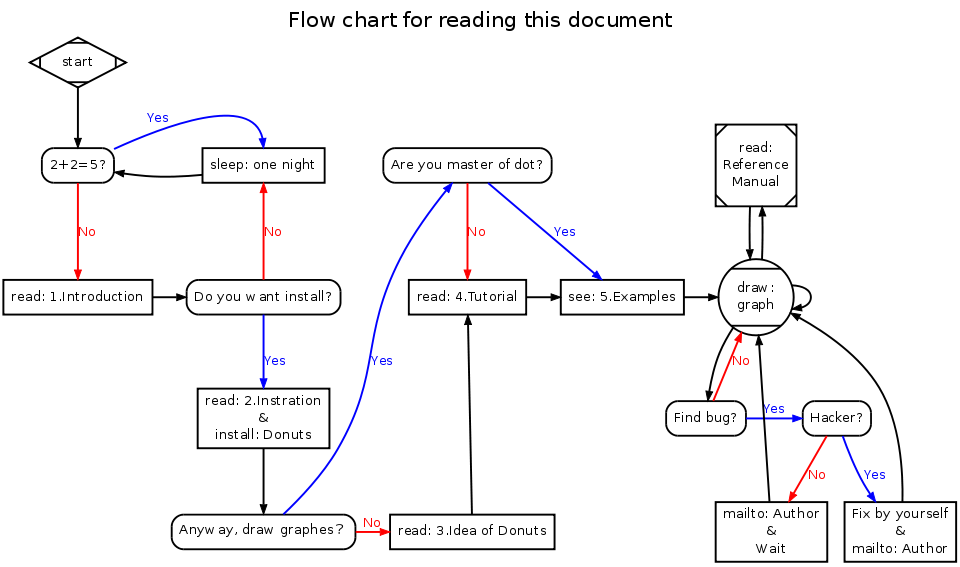 Flow chart for reading this document
start
Yes
2+2=5?
sleep: one night
No
No
read: 1.Introduction
Do you want install?
Yes
read: 2.Instration
&
install: Donuts
Anyway, draw graphes?
No
read: 3.Idea of Donuts
Yes
Are you master of dot?
No
Yes
read: 4.Tutorial
see: 5.Examples
read:
Reference
Manual
draw:
graph
No
Find bug?
Yes
Hacker?
No
Yes
mailto: Author
&
Wait
Fix by yourself
&
mailto: Author